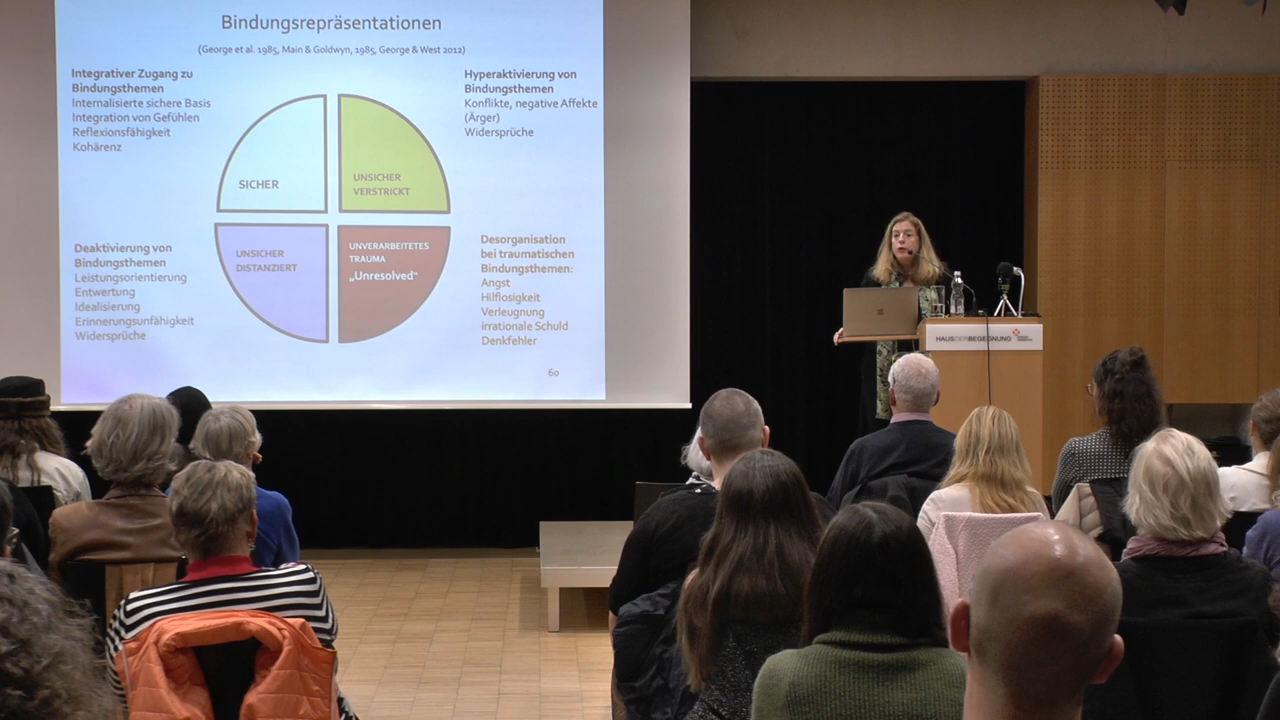 Bindungsrepräsentationen
(George et al. 1985, Main & Goldwyn, 1985, George & West 2012)
Integrativer Zugang zu
Bindungsthemen
Internalisierte sichere Basis
Integration von Gefühlen
Reflexionsfähigkeit
Kohärenz
Hyperaktivierung von
Bindungsthemen
Konflikte, negative Affekte
(Ärger)
Widersprüche
SICHER
UNSICHER
VERSTRICKT
Deaktivierung von
Bindungsthemen
Leistungsorientierung
Entwertung
Idealisierung
Erinnerungsunfähigkeit
Widersprüche
UNSICHER
DISTANZIERT
UNVERARBEITETES
TRAUMA
„Unresolved“
Desorganisation
bei traumatischen
Bindungsthemen:
Angst
Hilflosigkeit
Verleugnung
irrationale Schuld
Denkfehler
60
HAUSDERBEGEGNUNG